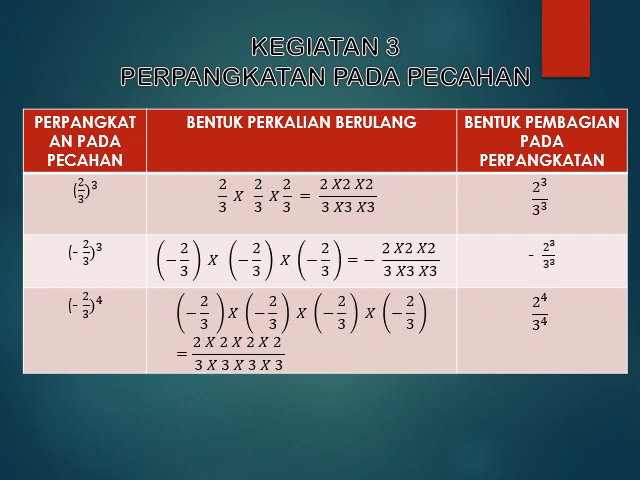 KEGIATAN 3
PERPANGKATAN PADA PECAHAN
PERPANGKAT
AN PADA
PECAHAN
BENTUK PERKALIAN BERULANG
BENTUK PEMBAGIAN
PADA
PERPANGKATAN
(2/3)³
2/3 X 2/3 X 2/3 = 2 X2 X2 / 3 X3 X3
2³/3³
(- 2/3)³
(−2/3) X (−2/3) X (−2/3) = − 2 X2 X2 / 3 X3 X3
- 2³/3³
(- 2/3)⁴
(−2/3) X (−2/3) X (−2/3) X (−2/3)
= 2 X 2 X 2 X 2 / 3 X 3 X 3 X 3
2⁴/3⁴